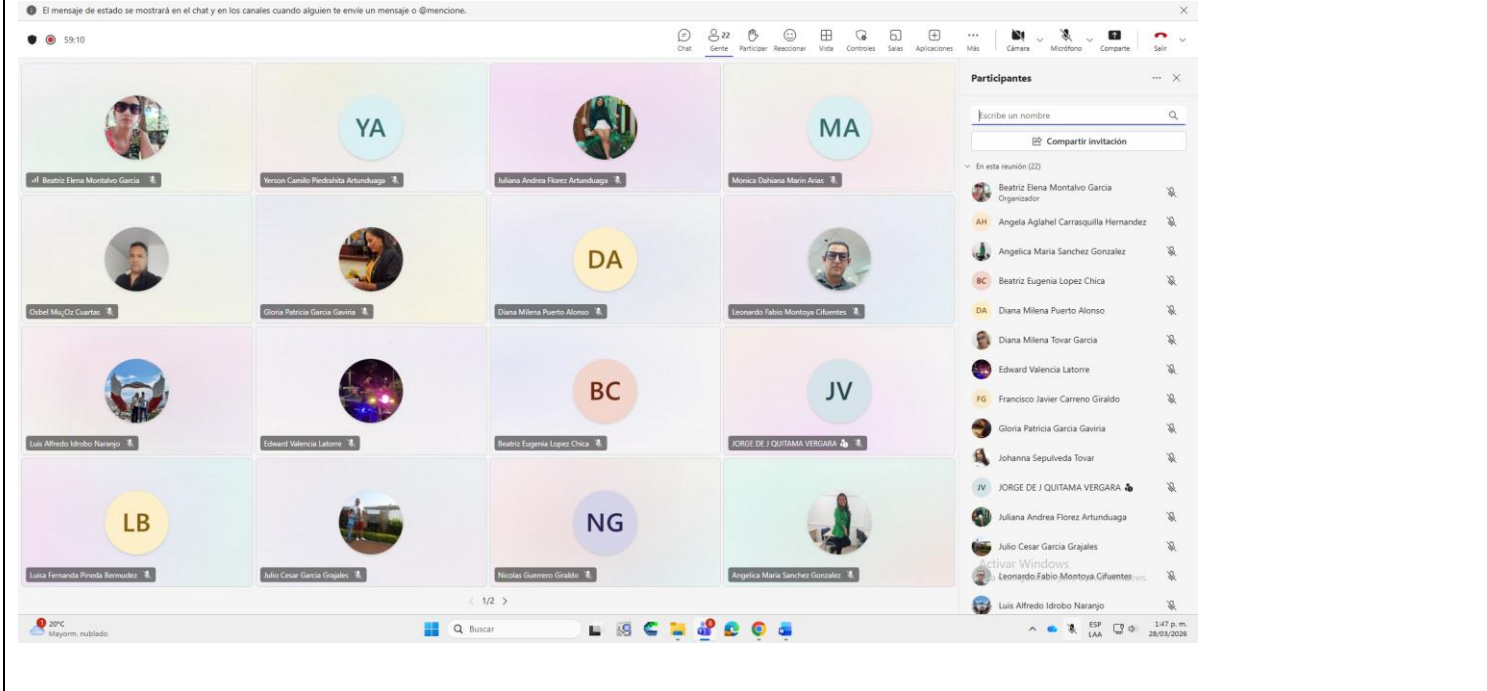 El mensaje de estado se mostrará en el chat y en los canales cuando alguien te envíe un mensaje o @mencione.
59:10
Chat
22
Gente
Participar
Reaccionar
Vista
Controles
Salas
Aplicaciones
Más
Cámara
Micrófono
Comparte
Salir
Beatriz Elena Montalvo Garcia
YA
Yerson Camilo Piedrahita Artunduaga
Juliana Andrea Florez Artunduaga
MA
Monica Dahiana Marin Arias
Osbel Mu¿Oz Cuartas
Gloria Patricia Garcia Gaviria
DA
Diana Milena Puerto Alonso
Leonardo Fabio Montoya Cifuentes
Luis Alfredo Idrobo Naranjo
Edward Valencia Latorre
BC
Beatriz Eugenia Lopez Chica
JV
JORGE DE J QUITAMA VERGARA
LB
Luisa Fernanda Pineda Bermudez
Julio Cesar Garcia Grajales
NG
Nicolas Guerrero Giraldo
Angelica Maria Sanchez Gonzalez
1/2
Participantes
Escribe un nombre
Compartir invitación
En esta reunión (22)
Beatriz Elena Montalvo Garcia
Organizador
AH Angela Aglahel Carrasquilla Hernandez
Angelica Maria Sanchez Gonzalez
BC Beatriz Eugenia Lopez Chica
DA Diana Milena Puerto Alonso
Diana Milena Tovar Garcia
Edward Valencia Latorre
FG Francisco Javier Carreno Giraldo
Gloria Patricia Garcia Gaviria
Johanna Sepulveda Tovar
JV JORGE DE J QUITAMA VERGARA
Juliana Andrea Florez Artunduaga
Julio Cesar Garcia Grajales
Activar Windows
Leonardo Fabio Montoya Cifuentes
Luis Alfredo Idrobo Naranjo
1
20°C
Mayorm. nublado
Buscar
ESP
LAA
1:47 p. m.
28/03/2026